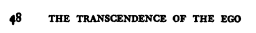 48 THE TRANSCENDENCE OF THE EGO